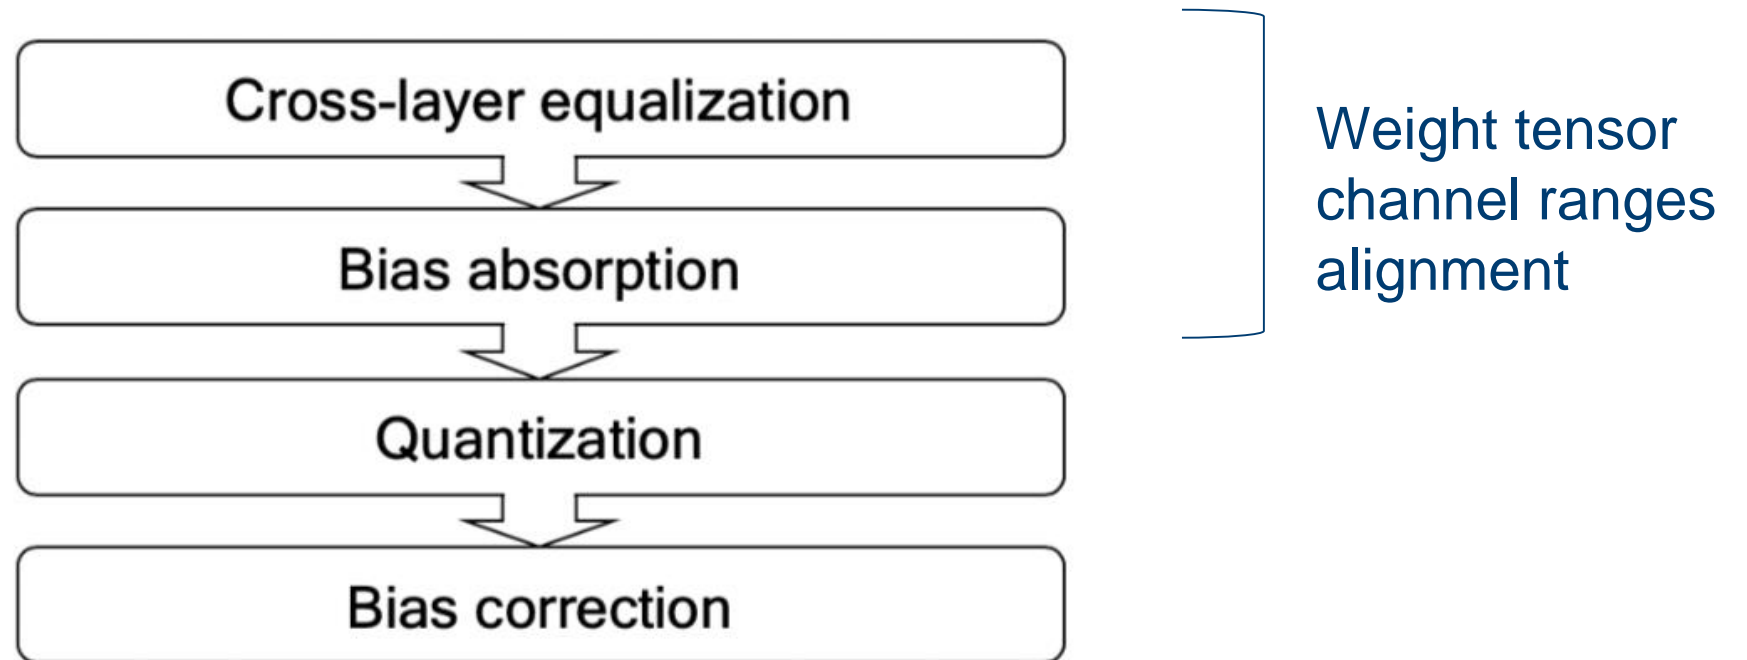 Cross-layer equalization
Bias absorption
Quantization
Bias correction
Weight tensor
channel ranges
alignment